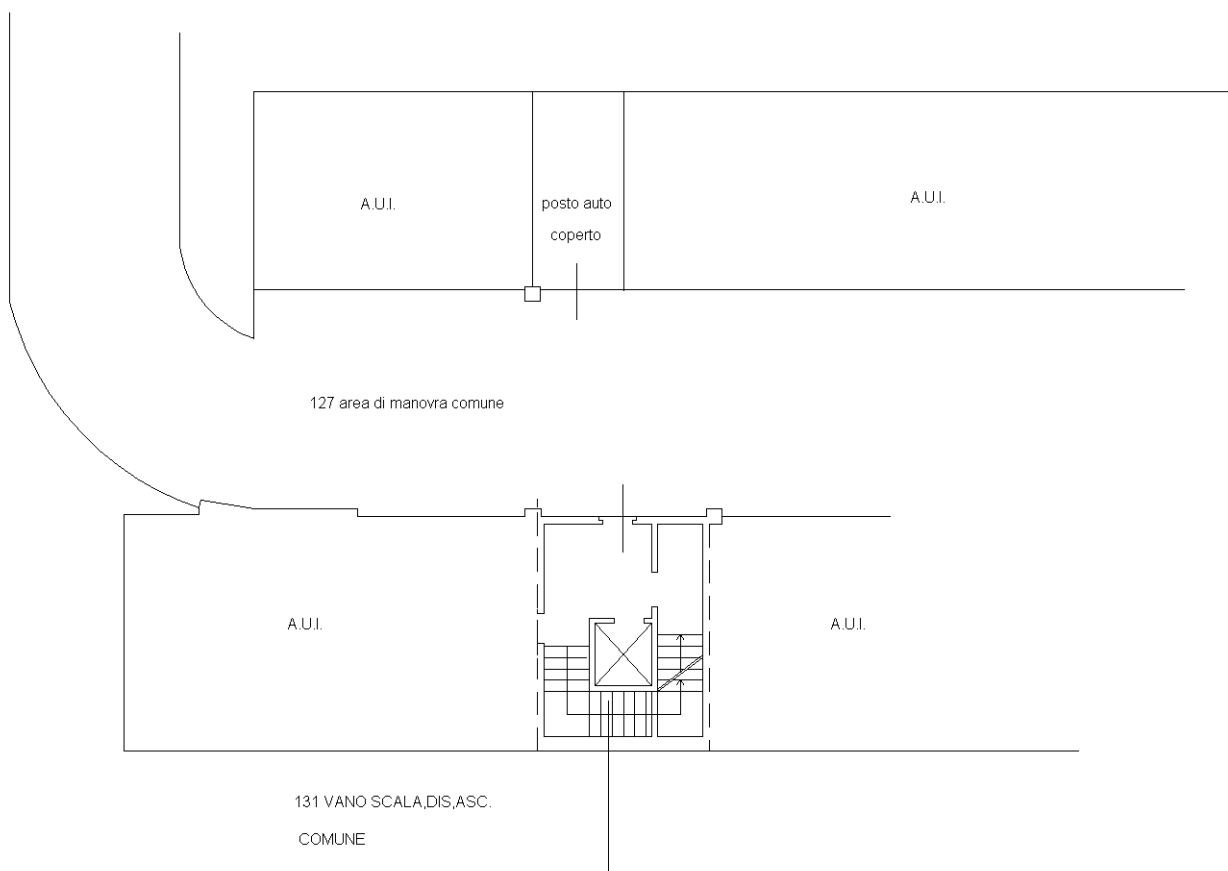 A.U.I.
posto auto
coperto
A.U.I.
127 area di manovra comune
A.U.I.
A.U.I.
131 VANO SCALA,DIS,ASC.
COMUNE